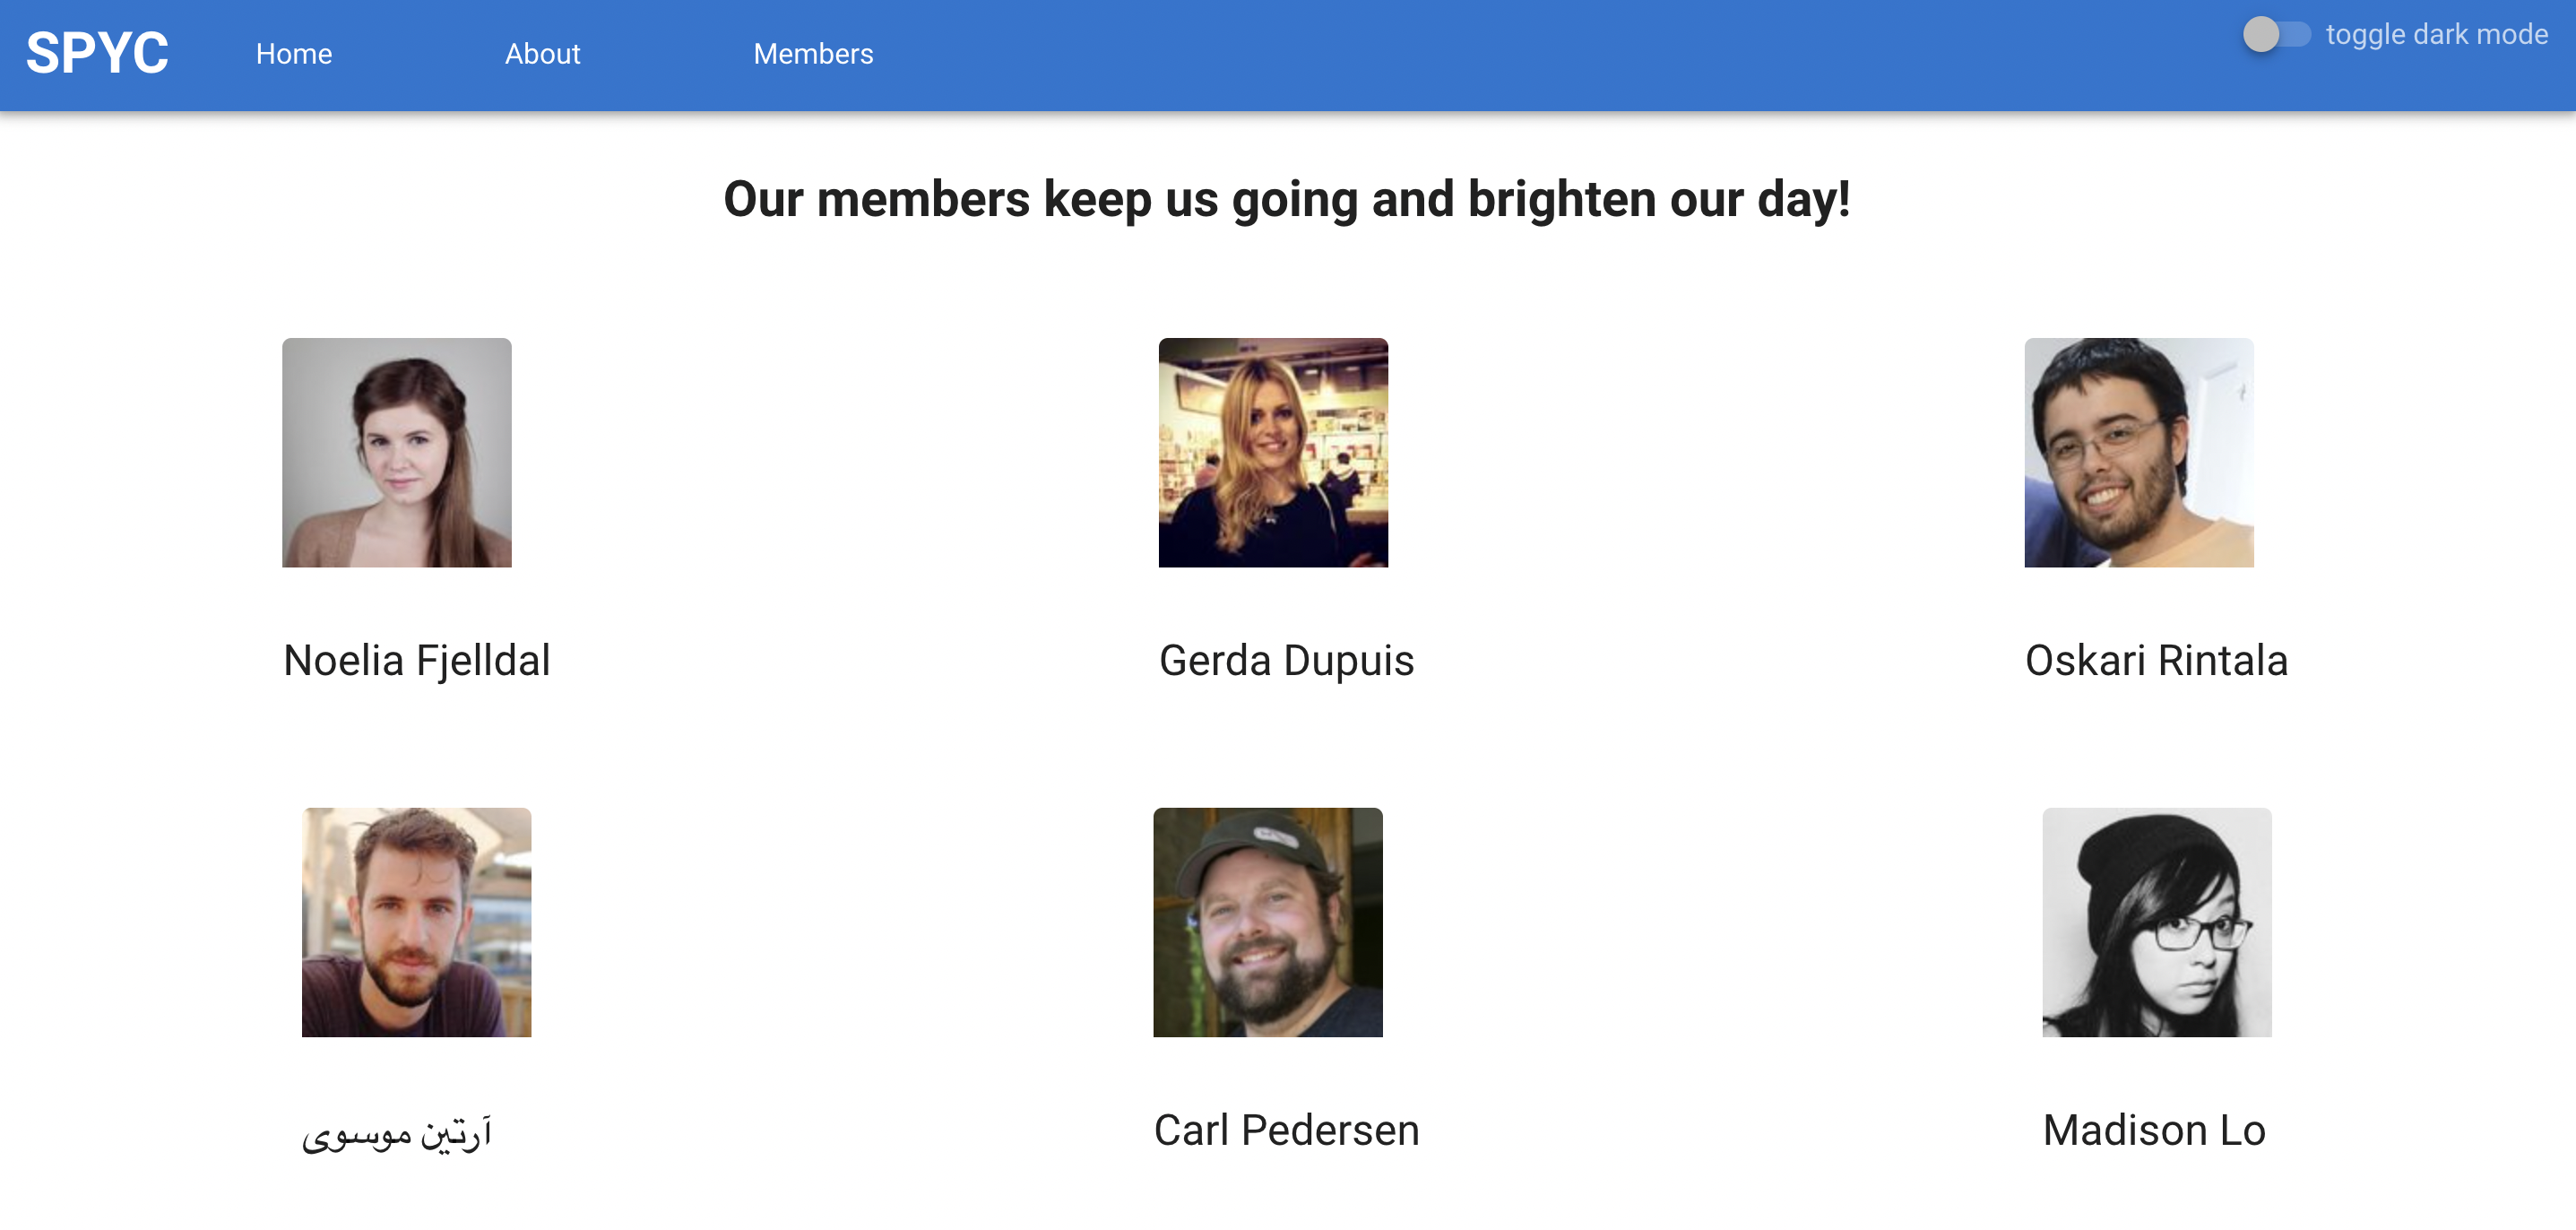 SPYC
Home
About
Members
toggle dark mode
Our members keep us going and brighten our day!
Noelia Fjelldal
Gerda Dupuis
Oskari Rintala
آرتین موسوی
Carl Pedersen
Madison Lo